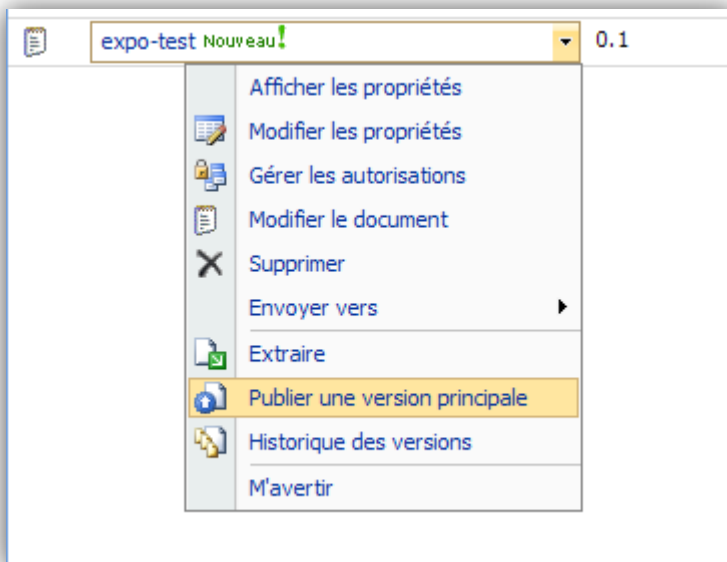 expo-test Nouveau! 0.1
Afficher les propriétés
Modifier les propriétés
Gérer les autorisations
Modifier le document
Supprimer
Envoyer vers
Extraire
Publier une version principale
Historique des versions
M'avertir